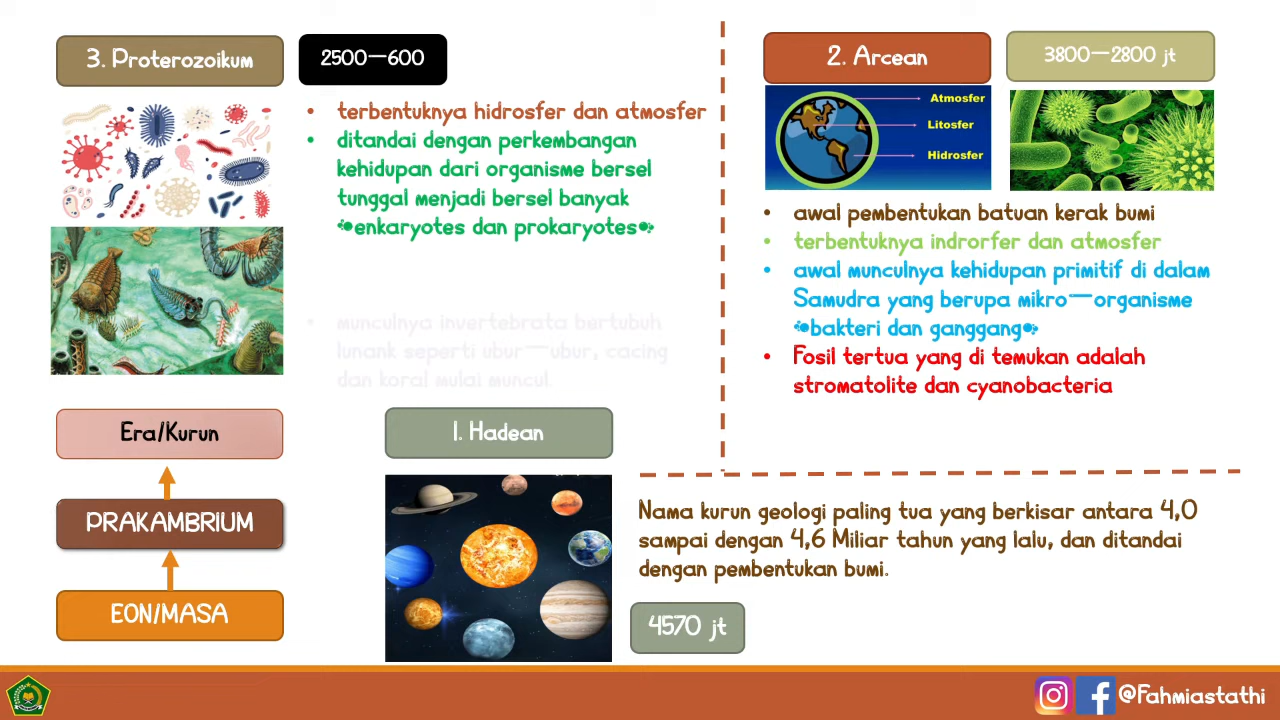 3. Proterozoikum
2500-600
• terbentuknya hidrosfer dan atmosfer
• ditandai dengan perkembangan
kehidupan dari organisme bersel
tunggal menjadi bersel banyak
enkaryotes dan prokaryotes
• munculnya invertebrata bertubuh
lunank seperti ubur-ubur, cacing
dan koral mulai muncul.
2. Arcean
3800-2800 jt
Atmosfer
Litosfer
Hidrosfer
• awal pembentukan batuan kerak bumi
• terbentuknya indrorfer dan atmosfer
• awal munculnya kehidupan primitif di dalam
Samudra yang berupa mikro-organisme
bakteri dan ganggang
• Fosil tertua yang di temukan adalah
stromatolite dan cyanobacteria
Era/Kurun
PRAKAMBRIUM
EON/MASA
1. Hadean
Nama kurun geologi paling tua yang berkisar antara 4,0
sampai dengan 4,6 Miliar tahun yang lalu, dan ditandai
dengan pembentukan bumi.
4570 jt
@Fahmiastathi